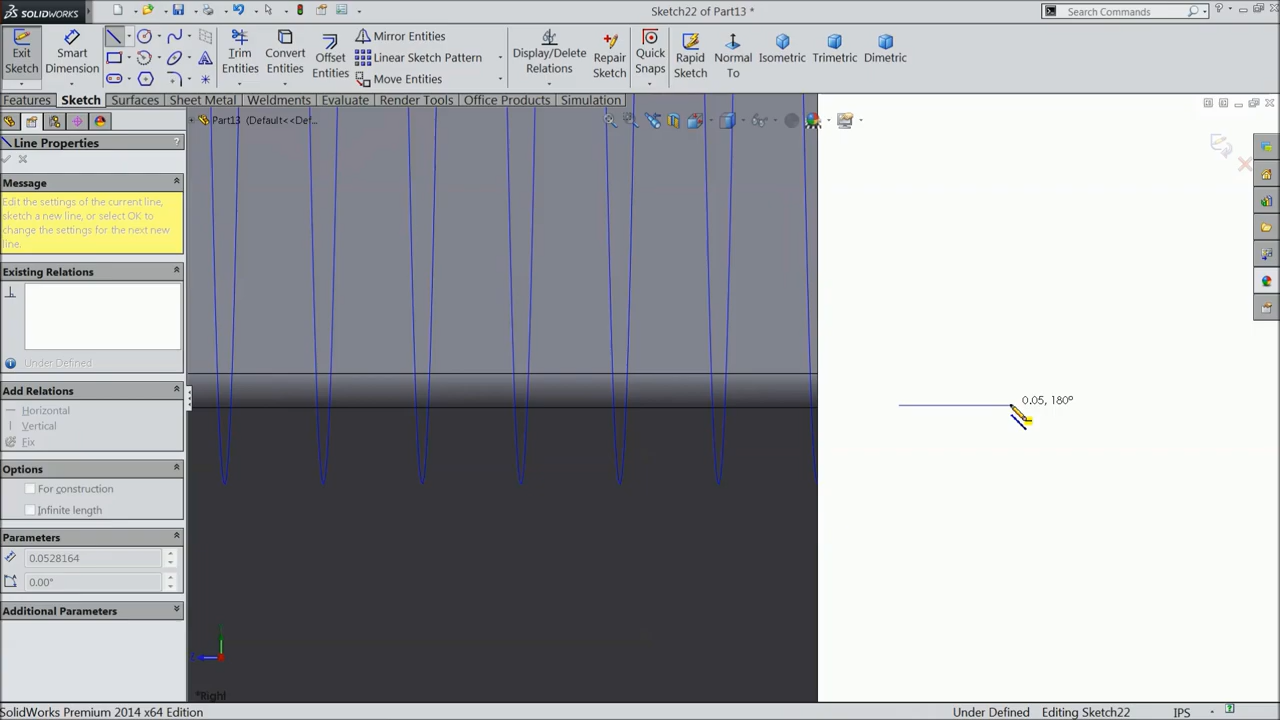 SOLIDWORKS
Sketch22 of Part13 *
Search Commands
Exit Sketch
Smart Dimension
Trim Entities
Convert Entities
Offset Entities
Mirror Entities
Linear Sketch Pattern
Move Entities
Display/Delete Relations
Repair Sketch
Quick Snaps
Rapid Sketch
Normal To
Isometric
Trimetric
Dimetric
Features
Sketch
Surfaces
Sheet Metal
Weldments
Evaluate
Render Tools
Office Products
Simulation
Part13 (Default<<Def...
Line Properties
?
Message
Edit the settings of the current line, sketch a new line, or select OK to change the settings for the next new line.
Existing Relations
Under Defined
Add Relations
Horizontal
Vertical
Fix
Options
For construction
Infinite length
Parameters
0.0528164
0.00°
Additional Parameters
0.05, 180°
*Right
SolidWorks Premium 2014 x64 Edition
Under Defined
Editing Sketch22
IPS